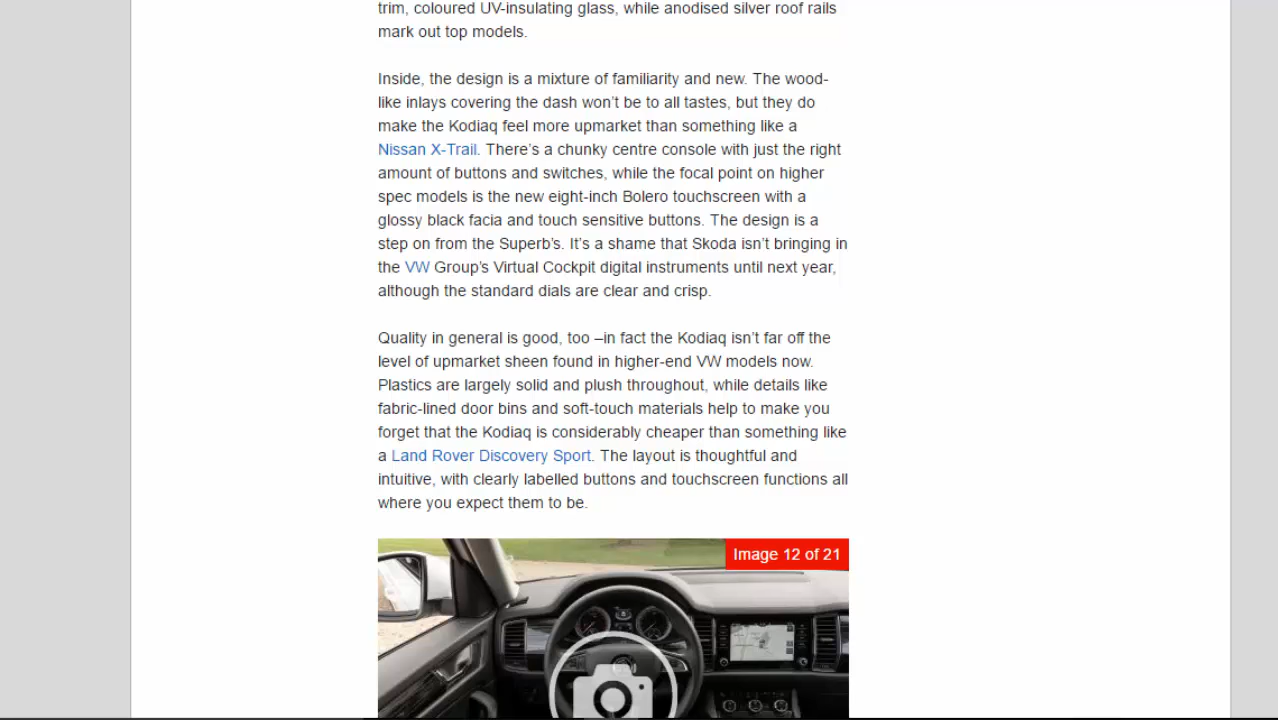 trim, coloured UV-insulating glass, while anodised silver roof rails
mark out top models.
Inside, the design is a mixture of familiarity and new. The wood-
like inlays covering the dash won’t be to all tastes, but they do
make the Kodiaq feel more upmarket than something like a
Nissan X-Trail. There’s a chunky centre console with just the right
amount of buttons and switches, while the focal point on higher
spec models is the new eight-inch Bolero touchscreen with a
glossy black facia and touch sensitive buttons. The design is a
step on from the Superb’s. It’s a shame that Skoda isn’t bringing in
the VW Group’s Virtual Cockpit digital instruments until next year,
although the standard dials are clear and crisp.
Quality in general is good, too –in fact the Kodiaq isn’t far off the
level of upmarket sheen found in higher-end VW models now.
Plastics are largely solid and plush throughout, while details like
fabric-lined door bins and soft-touch materials help to make you
forget that the Kodiaq is considerably cheaper than something like
a Land Rover Discovery Sport. The layout is thoughtful and
intuitive, with clearly labelled buttons and touchscreen functions all
where you expect them to be.
Image 12 of 21